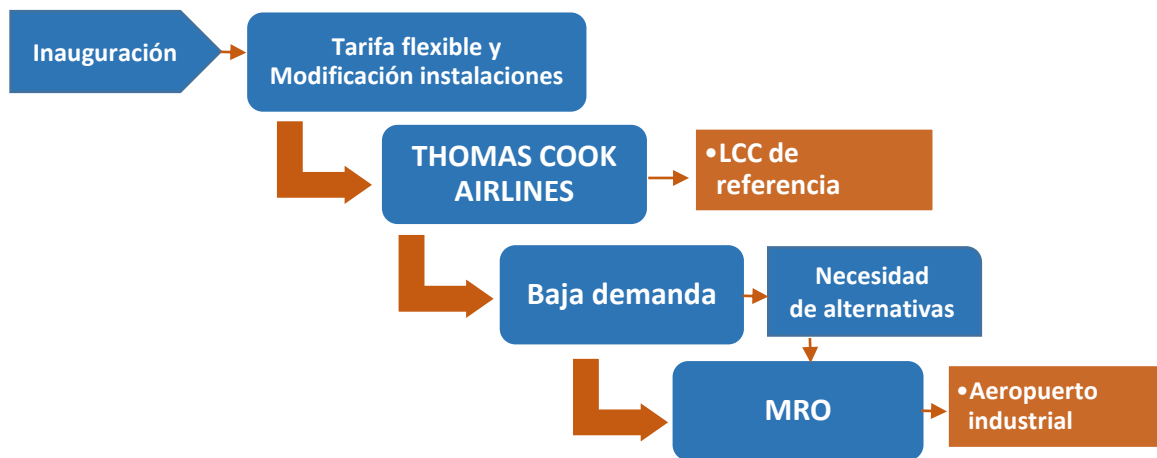 Inauguración
Tarifa flexible y
Modificación instalaciones
THOMAS COOK
AIRLINES
•LCC de
referencia
Baja demanda
Necesidad
de alternativas
MRO
•Aeropuerto
industrial